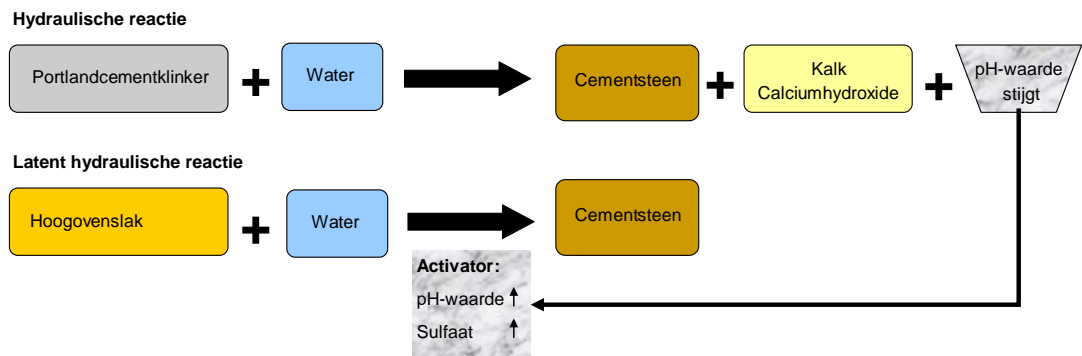 Hydraulische reactie
Portlandcementklinker
+
Water
Cementsteen
+
Kalk
Calciumhydroxide
+
pH-waarde
stijgt
Latent hydraulische reactie
Hoogovenslak
+
Water
Cementsteen
Activator:
pH-waarde ↑
Sulfaat ↑